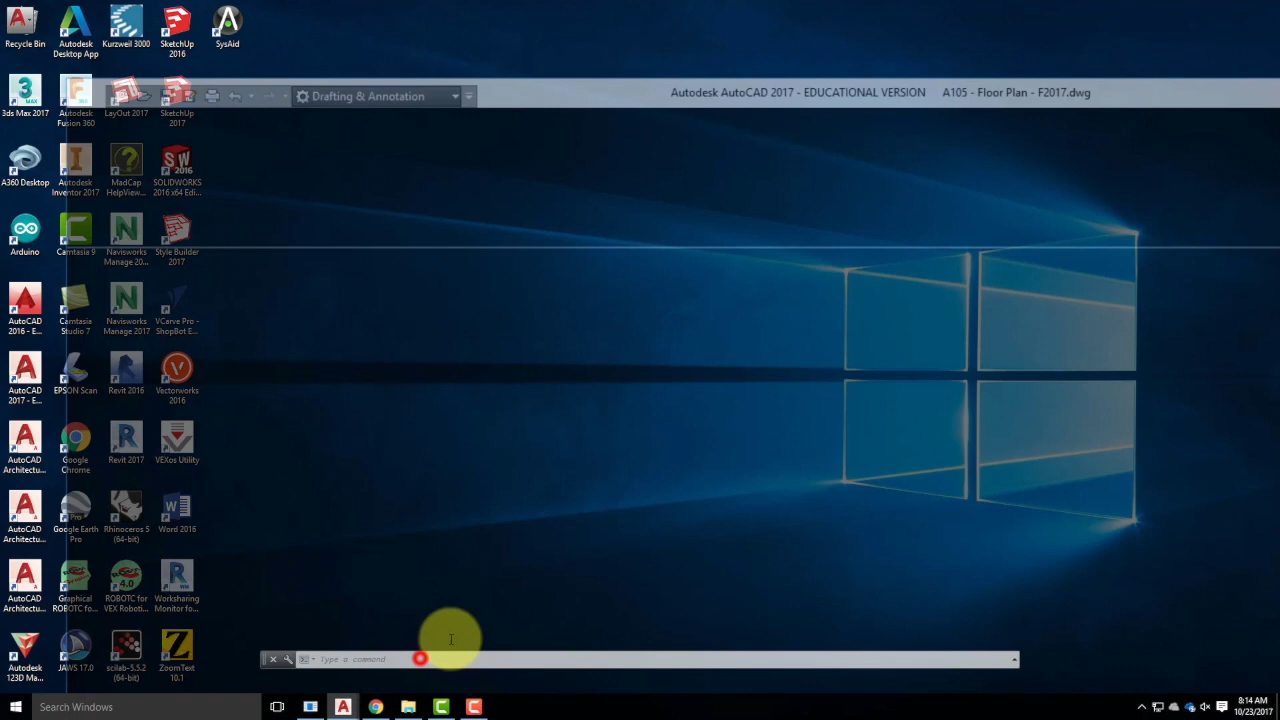 Recycle Bin
Autodesk
Desktop App
Kurzweil 3000
SketchUp
2016
SysAid
Drafting & Annotation
Autodesk AutoCAD 2017 - EDUCATIONAL VERSION A105 - Floor Plan - F2017.dwg
3ds Max 2017
Autodesk
Fusion 360
LayOut 2017
SketchUp
2017
A360 Desktop
Autodesk
Inventor 2017
MadCap
HelpView...
SOLIDWORKS
2016 x64 Edi...
Arduino
Camtasia 9
Navisworks
Manage 20...
Style Builder
2017
AutoCAD
2016 - E...
Camtasia
Studio 7
Navisworks
Manage 2017
VCarve Pro -
ShopBot E...
AutoCAD
2017 - E...
EPSON Scan
Revit 2016
Vectorworks
2016
AutoCAD
Architectu...
Google
Chrome
Revit 2017
VEXos Utility
AutoCAD
Architectu...
Google Earth
Pro
Rhinoceros 5
(64-bit)
Word 2016
AutoCAD
Architectu...
Graphical
ROBOTC fo...
ROBOTC for
VEX Roboti...
Worksharing
Monitor fo...
Autodesk
123D Ma...
JAWS 17.0
scilab-5.5.2
(64-bit)
ZoomText
10.1
Type a command
Search Windows
8:14 AM
10/23/2017